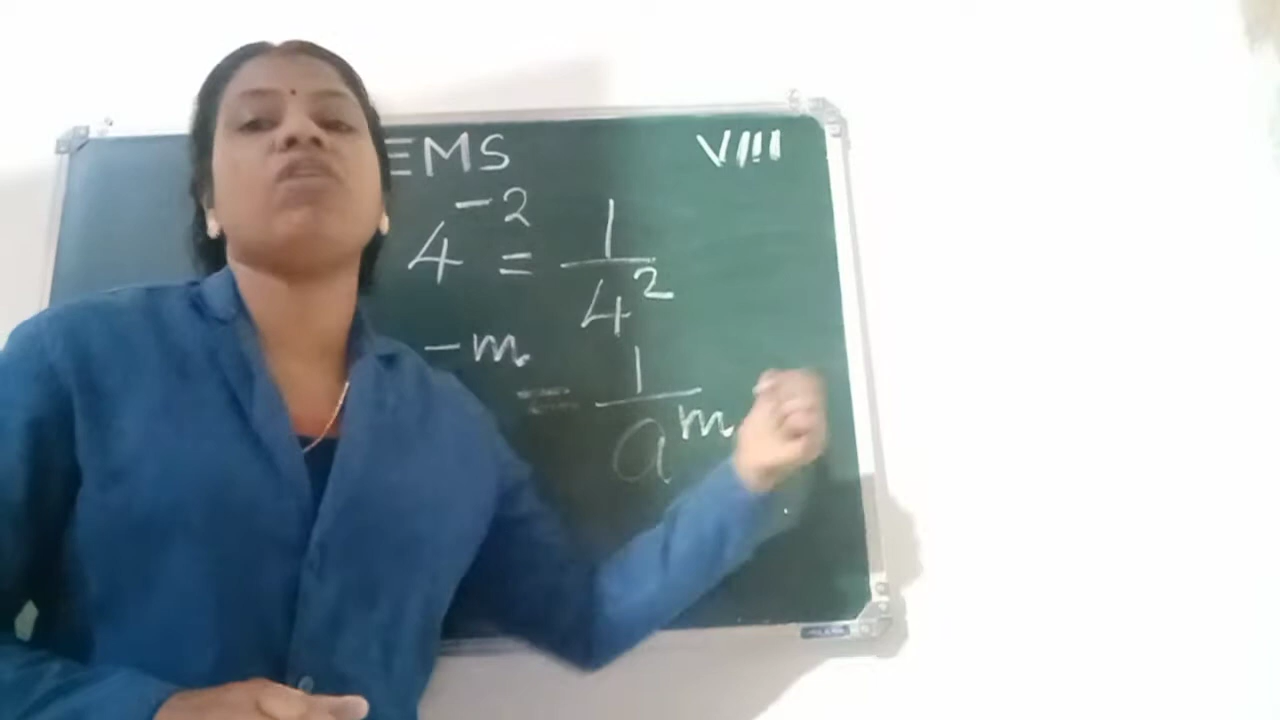 EMS VIII
4⁻² = 1/4²
⁻ᵐ = 1/aᵐ